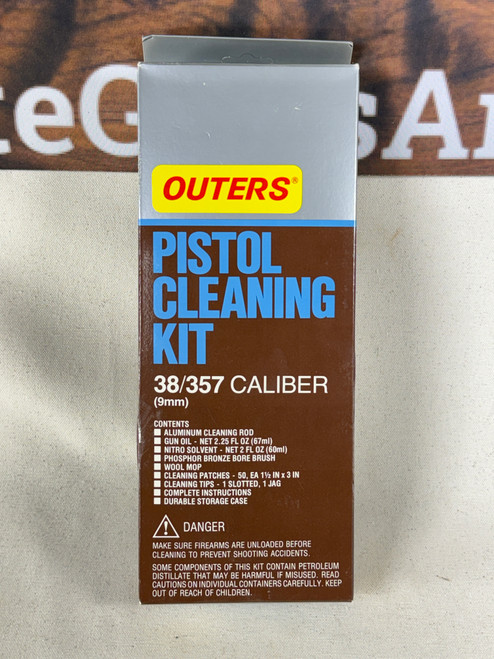 OUTERS®
PISTOL
CLEANING
KIT
38/357 CALIBER
(9mm)
CONTENTS
■ ALUMINUM CLEANING ROD
■ GUN OIL - NET 2.25 FL OZ (67ml)
■ NITRO SOLVENT - NET 2 FL OZ (60ml)
■ PHOSPHOR BRONZE BORE BRUSH
■ WOOL MOP
■ CLEANING PATCHES - 50, EA 1½ IN x 3 IN
■ CLEANING TIPS - 1 SLOTTED, 1 JAG
■ COMPLETE INSTRUCTIONS
■ DURABLE STORAGE CASE
DANGER
MAKE SURE FIREARMS ARE UNLOADED BEFORE
CLEANING TO PREVENT SHOOTING ACCIDENTS.
SOME COMPONENTS OF THIS KIT CONTAIN PETROLEUM
DISTILLATE THAT MAY BE HARMFUL IF MISUSED. READ
CAUTIONS ON INDIVIDUAL CONTAINERS CAREFULLY. KEEP
OUT OF REACH OF CHILDREN.